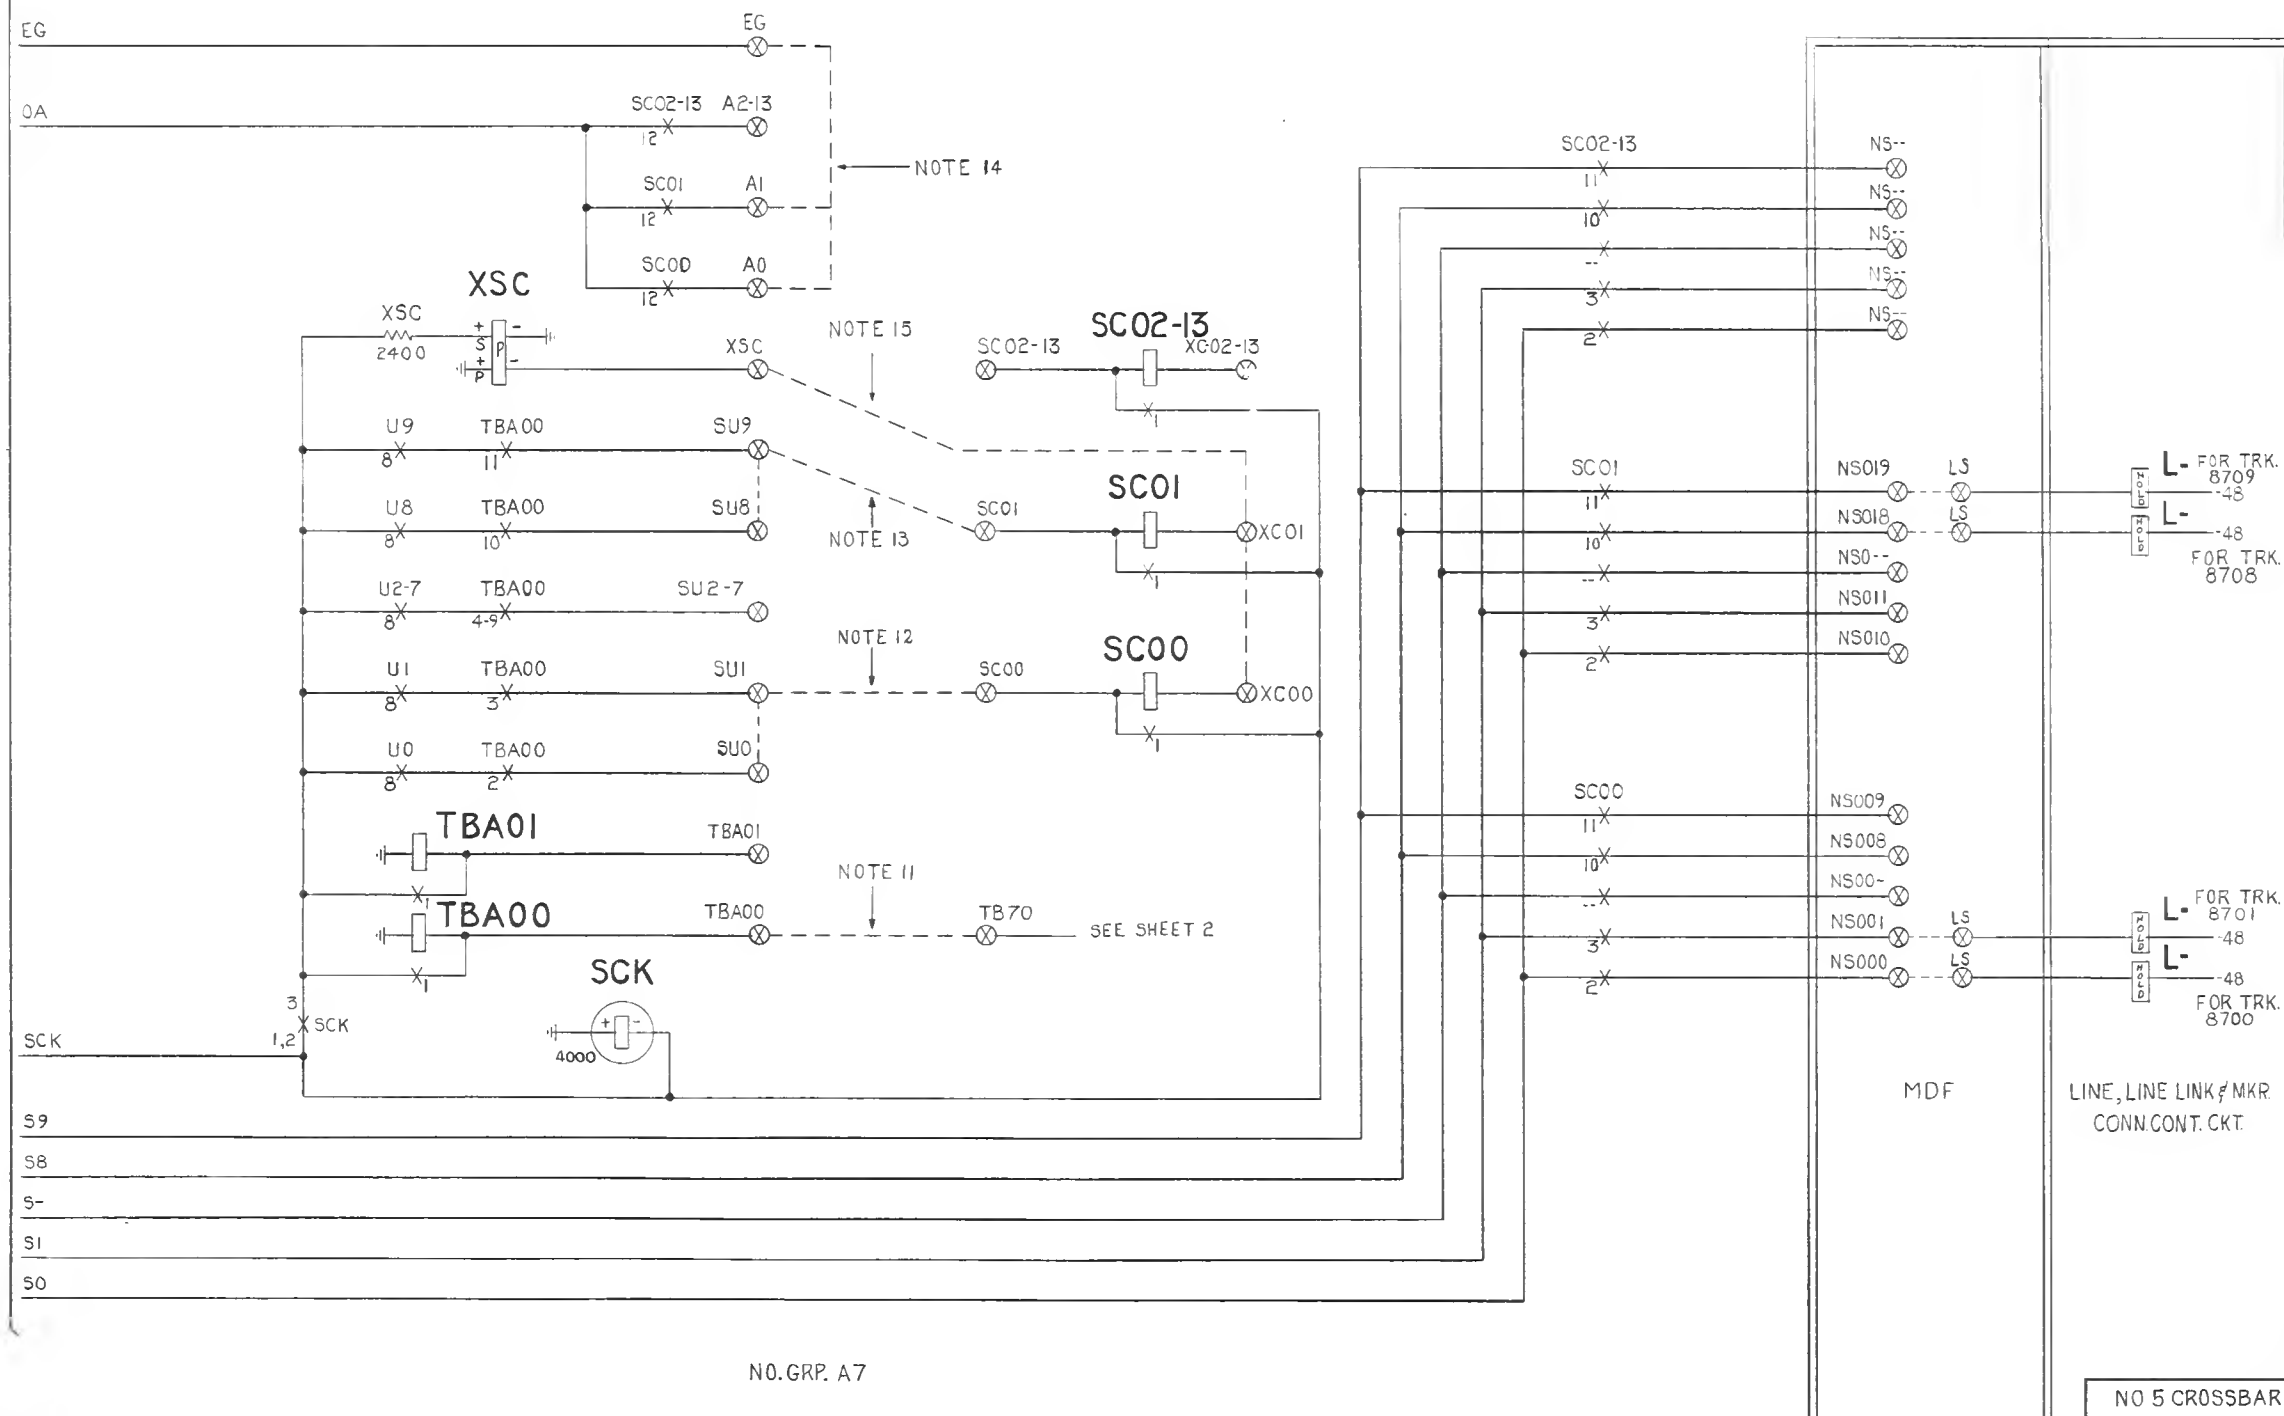 EG
EG
OA
SC02-13 A2-13
12
NOTE 14
SC01 A1
12
SC0D A0
12
XSC
XSC
2400
+ -
S P
+ -
P
XSC
NOTE 15
SC02-13
SC02-13 XC02-13
1
U9 TBA00 SU9
8 11
U8 TBA00 SU8
8 10
NOTE 13
SC01
SC01
XC01
1
U2-7 TBA00 SU2-7
8 4-9
NOTE 12
U1 TBA00 SU1
8 3
SC00
SC00
XC00
1
U0 TBA00 SU0
8 2
TBA01
TBA01
1
TBA00
TBA00
1
NOTE 11
TB70
SEE SHEET 2
SCK
+ -
4000
3
SCK
1,2
SCK
S9
S8
S-
S1
S0
NO.GRP. A7
SC02-13 NS--
11
NS--
10
NS--
--
NS--
3
NS--
2
SC01 NS019 LS
11
HOLD
L- FOR TRK.
8709
-48
NS018 LS
10
HOLD
L-
-48
FOR TRK.
8708
NS0--
--
NS011
3
NS010
2
SC00 NS009
11
NS008
10
NS00-
--
NS001 LS
3
HOLD
L- FOR TRK.
8701
-48
NS000 LS
2
HOLD
L-
-48
FOR TRK.
8700
MDF
LINE, LINE LINK & MKR.
CONN.CONT. CKT.
NO 5 CROSSBAR